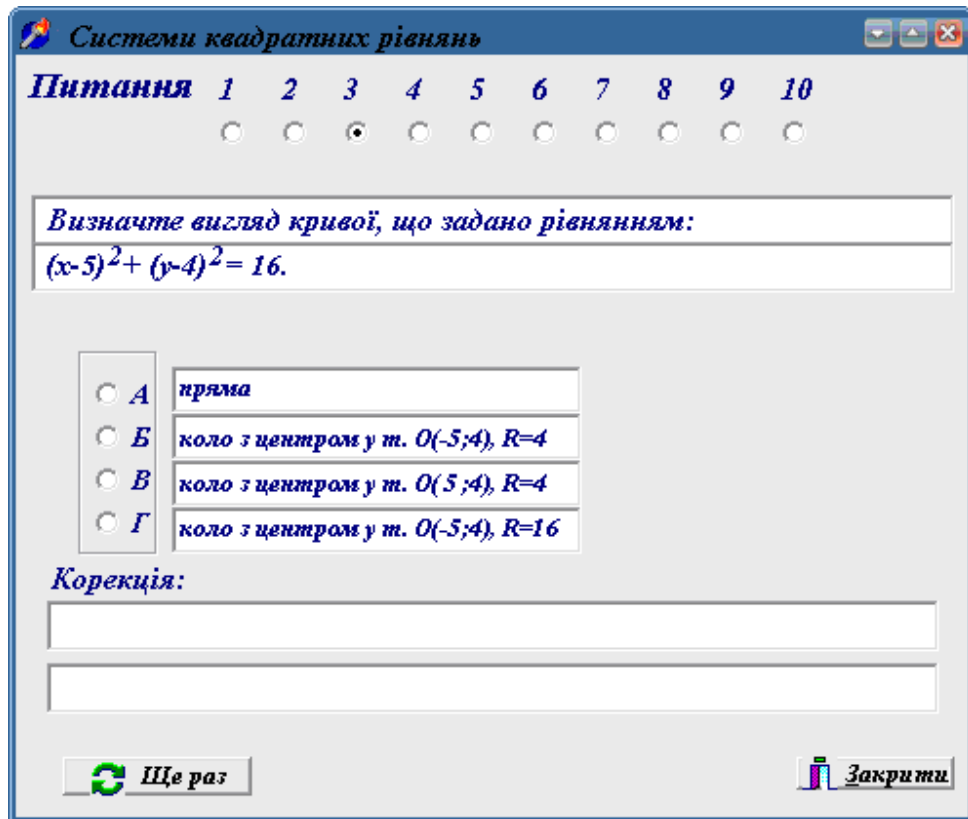 Системи квадратних рівнянь
Питання 1 2 3 4 5 6 7 8 9 10
Визначте вигляд кривої, що задано рівнянням:
(x-5)2+ (y-4)2= 16.
А пряма
Б коло з центром у т. О(-5;4), R=4
В коло з центром у т. О( 5 ;4), R=4
Г коло з центром у т. О(-5;4), R=16
Корекція:
Ще раз
Закрити